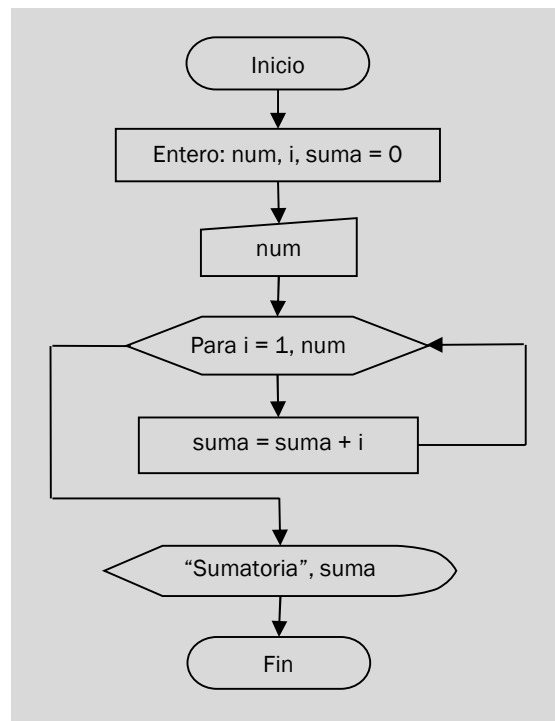 Inicio
Entero: num, i, suma = 0
num
Para i = 1, num
suma = suma + i
“Sumatoria”, suma
Fin